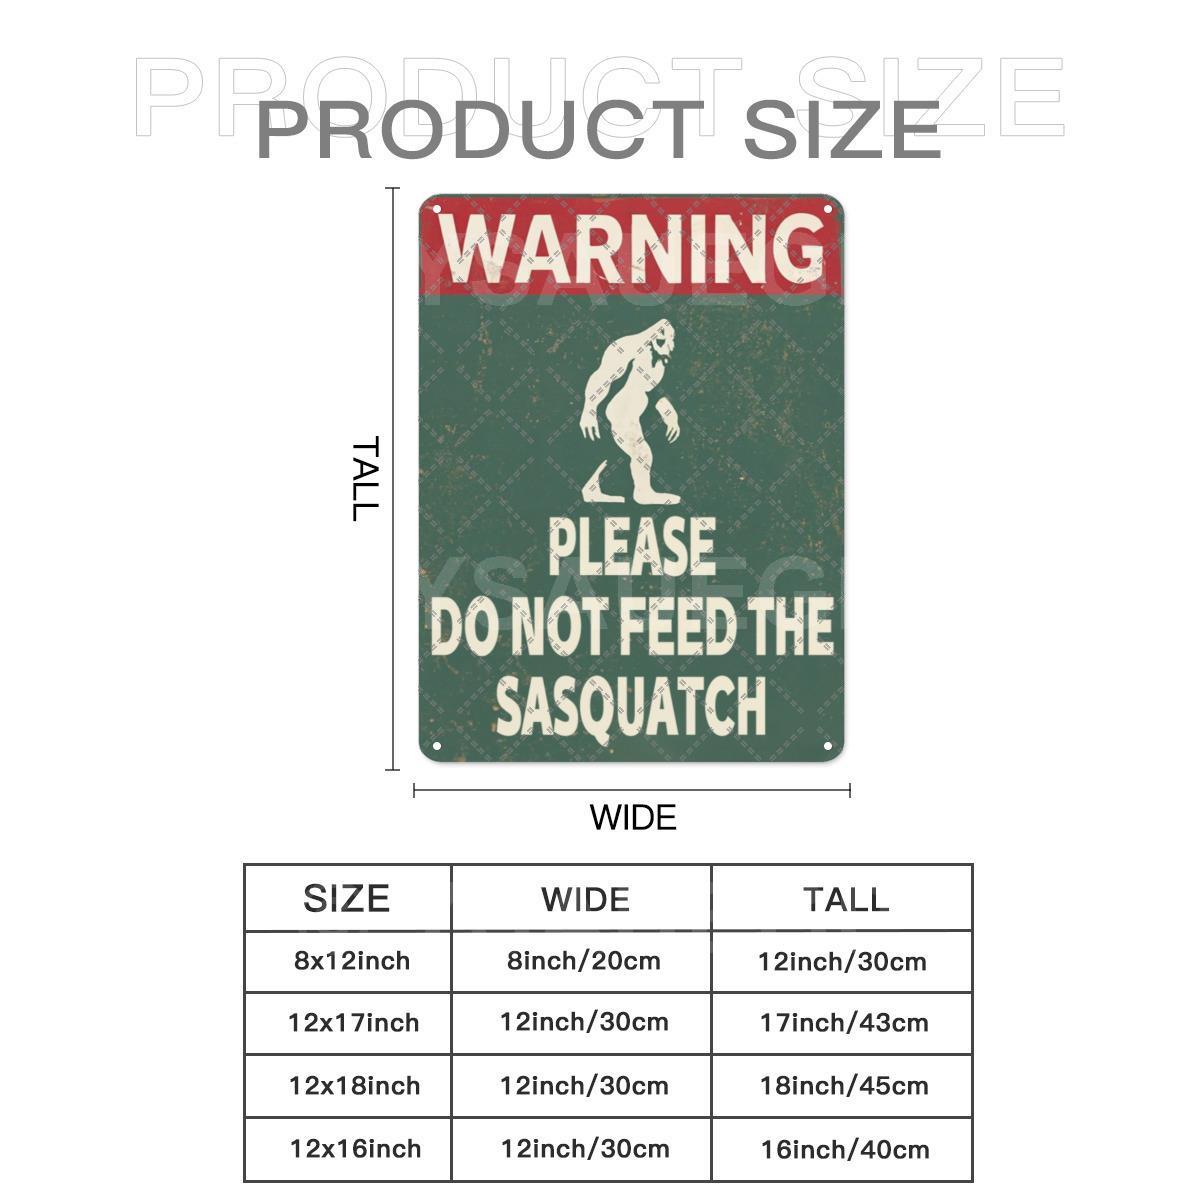 PRODUCT SIZE
PRODUCT SIZE
WARNING
PLEASE
DO NOT FEED THE
SASQUATCH
TALL
WIDE
SIZE WIDE TALL
8x12inch 8inch/20cm 12inch/30cm
12x17inch 12inch/30cm 17inch/43cm
12x18inch 12inch/30cm 18inch/45cm
12x16inch 12inch/30cm 16inch/40cm